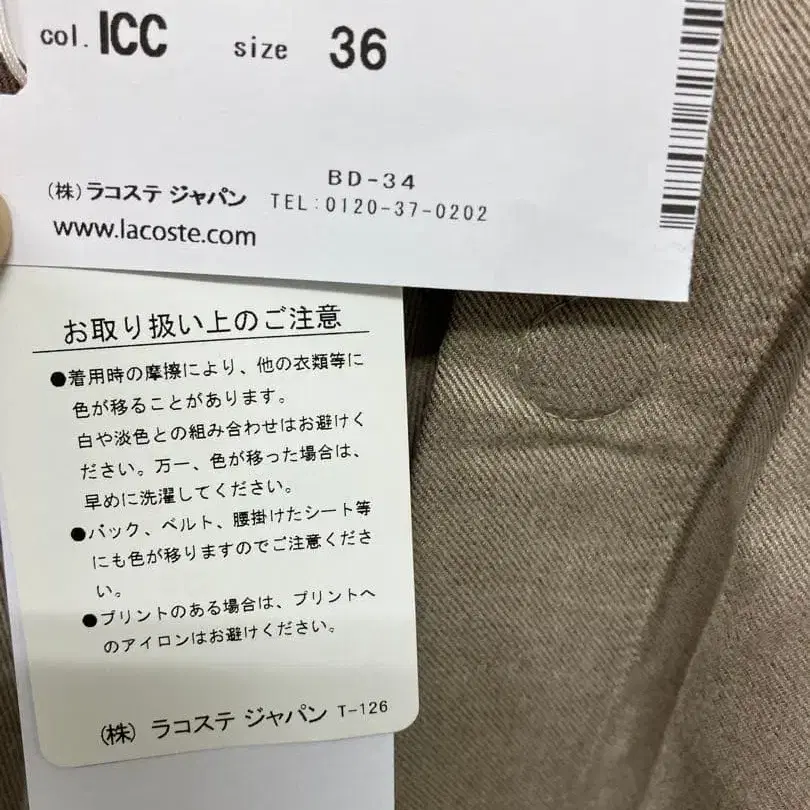 col. ICC size 36
BD-34
(株)ラコステ ジャパン TEL:0120-37-0202
www.lacoste.com
お取り扱い上のご注意
●着用時の摩擦により、他の衣類等に
色が移ることがあります。
白や淡色との組み合わせはお避けく
ださい。万一、色が移った場合は、
早めに洗濯してください。
●バック、ベルト、腰掛けたシート等
にも色が移りますのでご注意くださ
い。
●プリントのある場合は、プリントへ
のアイロンはお避けください。
(株) ラコステ ジャパン T-126